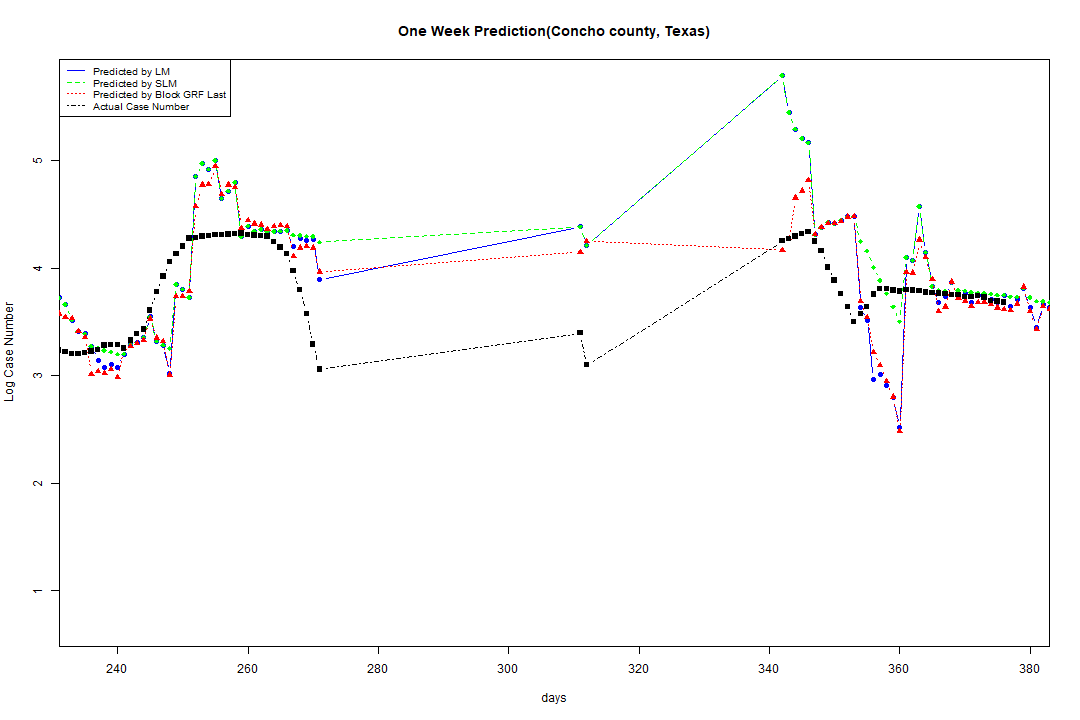 One Week Prediction(Concho county, Texas)
Predicted by LM
Predicted by SLM
Predicted by Block GRF Last
Actual Case Number
5
4
3
2
1
Log Case Number
240 260 280 300 320 340 360 380
days